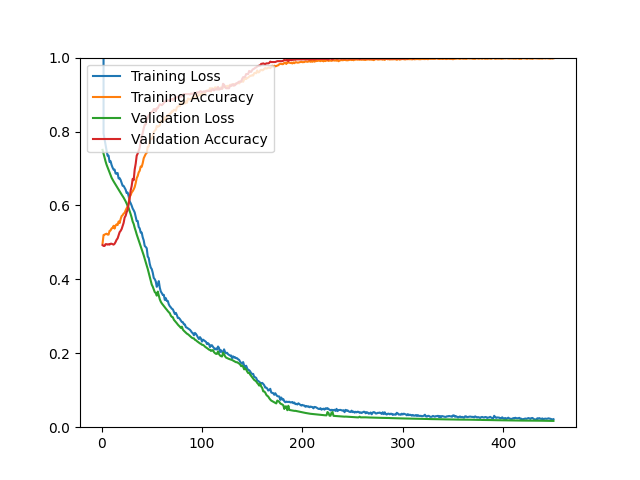 1.0
0.8
0.6
0.4
0.2
0.0
Training Loss
Training Accuracy
Validation Loss
Validation Accuracy
0 100 200 300 400